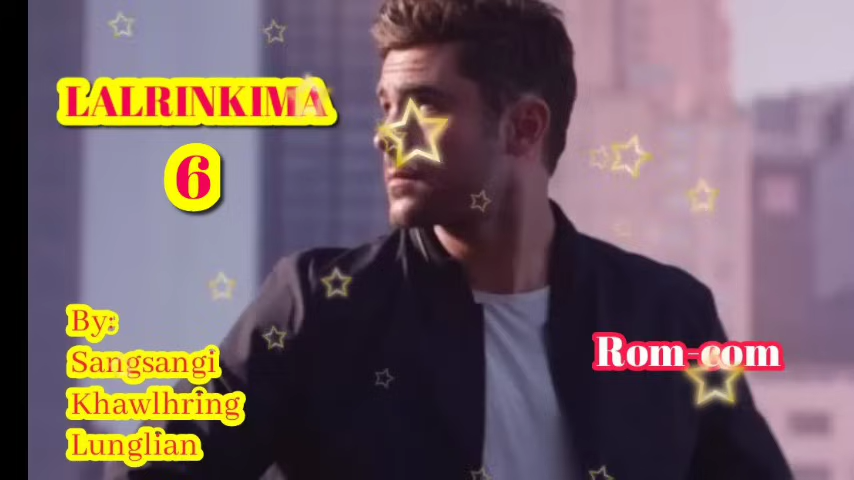 LALRINKIMA
6
By:
Sangsangi
Khawlhring
Lunglian
Rom-com